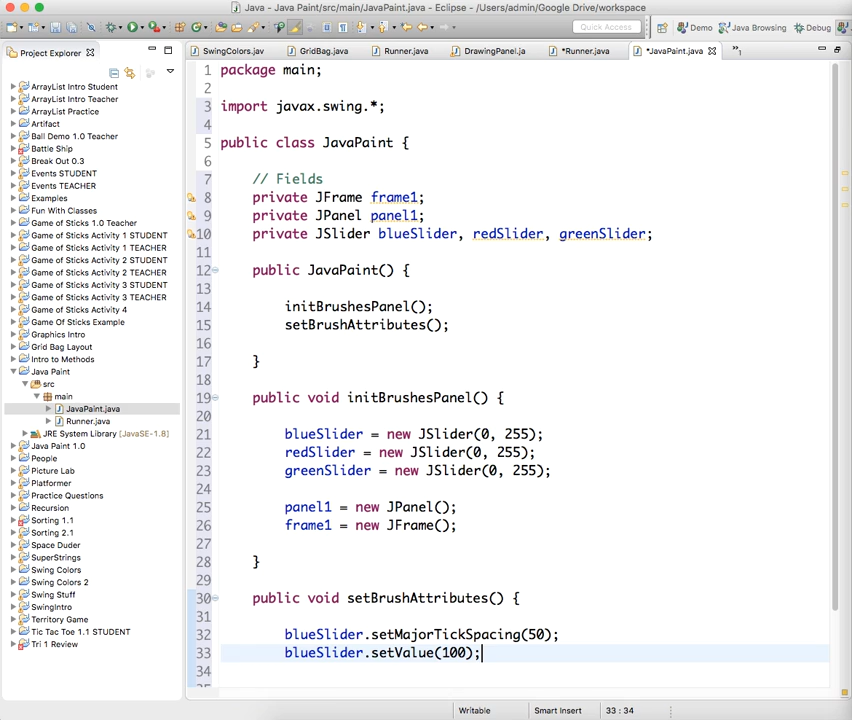 Java - Java Paint/src/main/JavaPaint.java - Eclipse - /Users/admin/Google Drive/workspace
Quick Access
Demo
Java Browsing
Debug
Project Explorer
SwingColors.jav
GridBag.java
Runner.java
DrawingPanel.ja
*Runner.java
*JavaPaint.java
»1
ArrayList Intro Student
ArrayList Intro Teacher
ArrayList Practice
Artifact
Ball Demo 1.0 Teacher
Battle Ship
Break Out 0.3
Events STUDENT
Events TEACHER
Examples
Fun With Classes
Game of Sticks 1.0 Teacher
Game of Sticks Activity 1 STUDENT
Game of Sticks Activity 1 TEACHER
Game of Sticks Activity 2 STUDENT
Game of Sticks Activity 2 TEACHER
Game of Sticks Activity 3 STUDENT
Game of Sticks Activity 3 TEACHER
Game of Sticks Activity 4
Game Of Sticks Example
Graphics Intro
Grid Bag Layout
Intro to Methods
Java Paint
src
main
JavaPaint.java
Runner.java
JRE System Library [JavaSE-1.8]
Java Paint 1.0
People
Picture Lab
Platformer
Practice Questions
Recursion
Sorting 1.1
Sorting 2.1
Space Duder
SuperStrings
Swing Colors
Swing Colors 2
Swing Stuff
SwingIntro
Territory Game
Tic Tac Toe 1.1 STUDENT
Tri 1 Review
1 package main;
2
3 import javax.swing.*;
4
5 public class JavaPaint {
6
7 // Fields
8 private JFrame frame1;
9 private JPanel panel1;
10 private JSlider blueSlider, redSlider, greenSlider;
11
12 public JavaPaint() {
13
14 initBrushesPanel();
15 setBrushAttributes();
16
17 }
18
19 public void initBrushesPanel() {
20
21 blueSlider = new JSlider(0, 255);
22 redSlider = new JSlider(0, 255);
23 greenSlider = new JSlider(0, 255);
24
25 panel1 = new JPanel();
26 frame1 = new JFrame();
27
28 }
29
30 public void setBrushAttributes() {
31
32 blueSlider.setMajorTickSpacing(50);
33 blueSlider.setValue(100);
34
Writable
Smart Insert
33 : 34